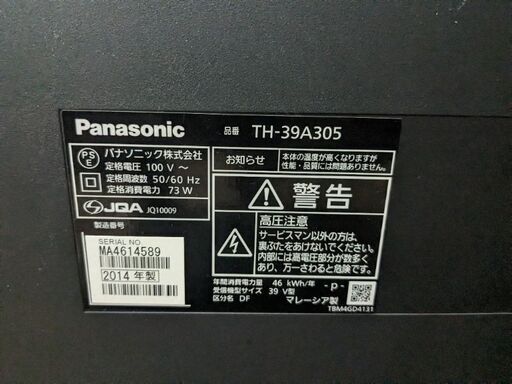 Panasonic
品番 TH-39A305
PS
E
パナソニック株式会社
定格電圧 100 V ～
定格周波数 50/60 Hz
定格消費電力 73 W
JQA JQ10009
製造番号
SERIAL NO.
MA4614589
2014 年製
お知らせ
本体の温度が高くなりますが
性能・品質には問題ありません。
警告
高圧注意
サービスマン以外の方は、
裏ぶたをあけないでください。
内部には高電圧部分が数多く
あり、万一さわると危険です。
年間消費電力量 46 kWh/年
受信機型サイズ 39 V型
区分名 DF
-p-
マレーシア製
TBM4GD4131